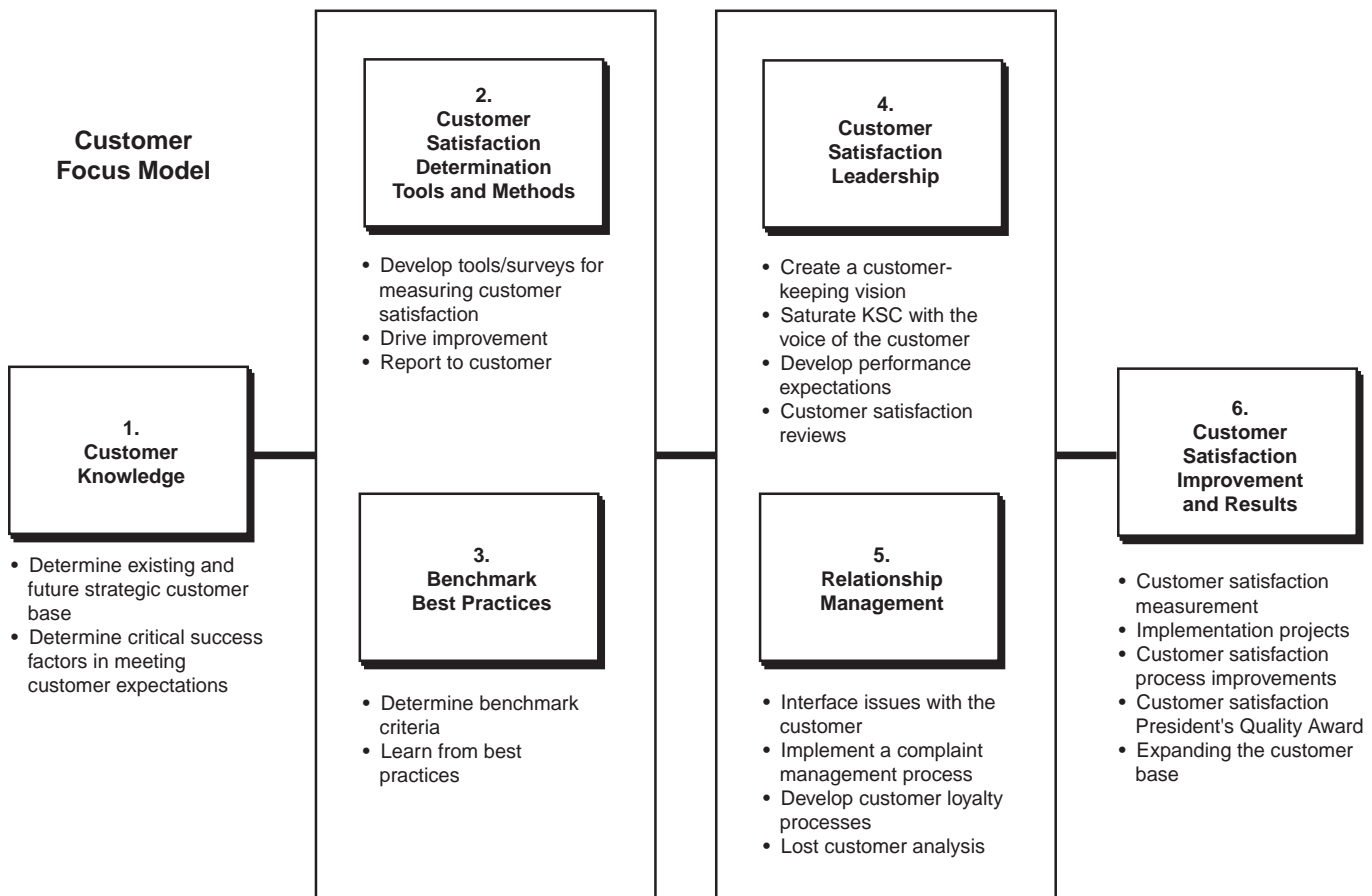 Customer
Focus Model
1.
Customer
Knowledge
• Determine existing and
future strategic customer
base
• Determine critical success
factors in meeting
customer expectations
2.
Customer
Satisfaction
Determination
Tools and Methods
• Develop tools/surveys for
measuring customer
satisfaction
• Drive improvement
• Report to customer
3.
Benchmark
Best Practices
• Determine benchmark
criteria
• Learn from best
practices
4.
Customer
Satisfaction
Leadership
• Create a customer-
keeping vision
• Saturate KSC with the
voice of the customer
• Develop performance
expectations
• Customer satisfaction
reviews
5.
Relationship
Management
• Interface issues with the
customer
• Implement a complaint
management process
• Develop customer loyalty
processes
• Lost customer analysis
6.
Customer
Satisfaction
Improvement
and Results
• Customer satisfaction
measurement
• Implementation projects
• Customer satisfaction
process improvements
• Customer satisfaction
President's Quality Award
• Expanding the customer
base